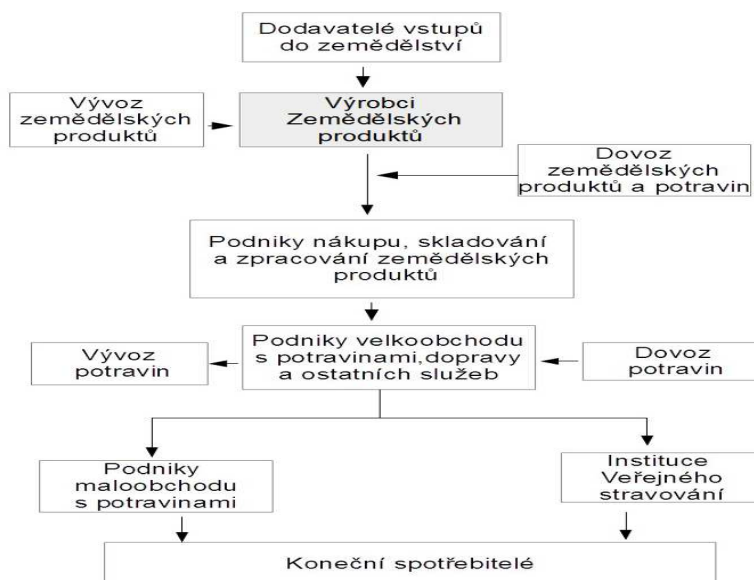 Dodavatelé vstupů
do zemědělství
Vývoz
zemědělských
produktů
Výrobci
Zemědělských
produktů
Dovoz
zemědělských
produktů a potravin
Podniky nákupu, skladování
a zpracování zemědělských
produktů
Vývoz
potravin
Podniky velkoobchodu
s potravinami,dopravy
a ostatních služeb
Dovoz
potravin
Podniky
maloobchodu
s potravinami
Instituce
Veřejného
stravování
Koneční spotřebitelé